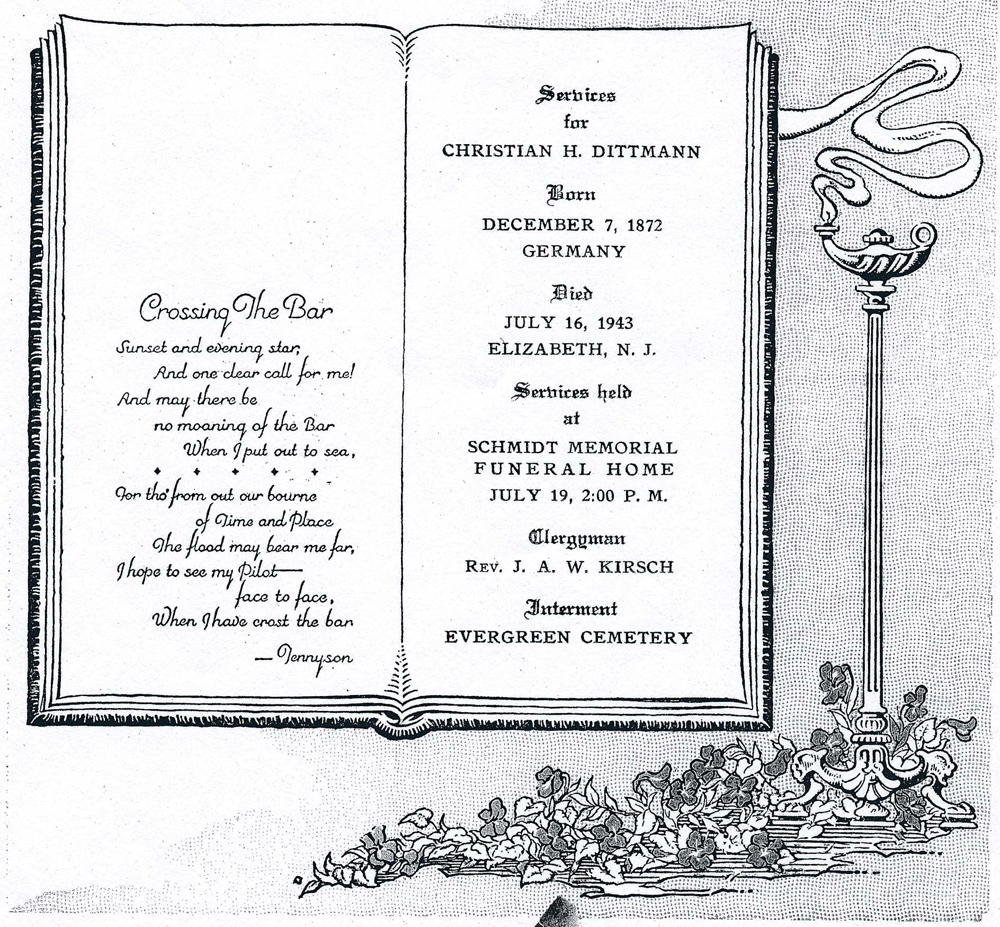 Crossing The Bar
Sunset and evening star,
And one clear call for me!
And may there be
no moaning of the Bar
When I put out to sea,
For tho' from out our bourne
of Time and Place
The flood may bear me far,
I hope to see my Pilot—
face to face,
When I have crost the bar
— Tennyson
Services
for
CHRISTIAN H. DITTMANN
Born
DECEMBER 7, 1872
GERMANY
Died
JULY 16, 1943
ELIZABETH, N. J.
Services held
at
SCHMIDT MEMORIAL
FUNERAL HOME
JULY 19, 2:00 P. M.
Clergyman
REV. J. A. W. KIRSCH
Interment
EVERGREEN CEMETERY